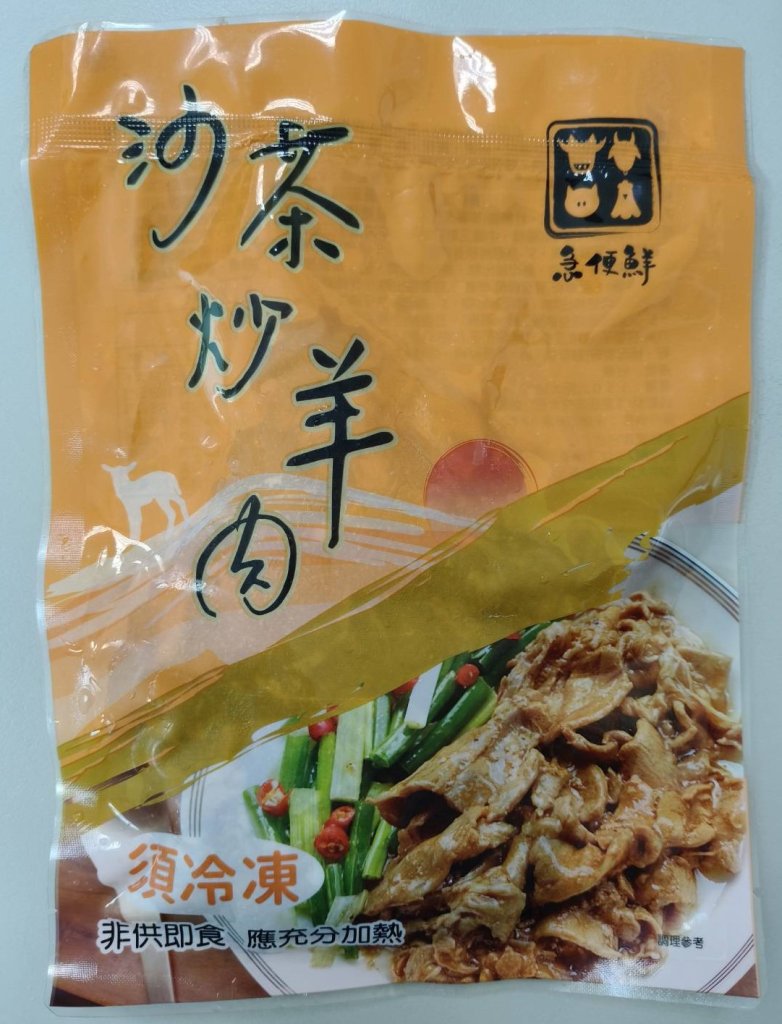 沙茶
炒羊
肉
急便鮮
須冷凍
非供即食 應充分加熱
調理參考